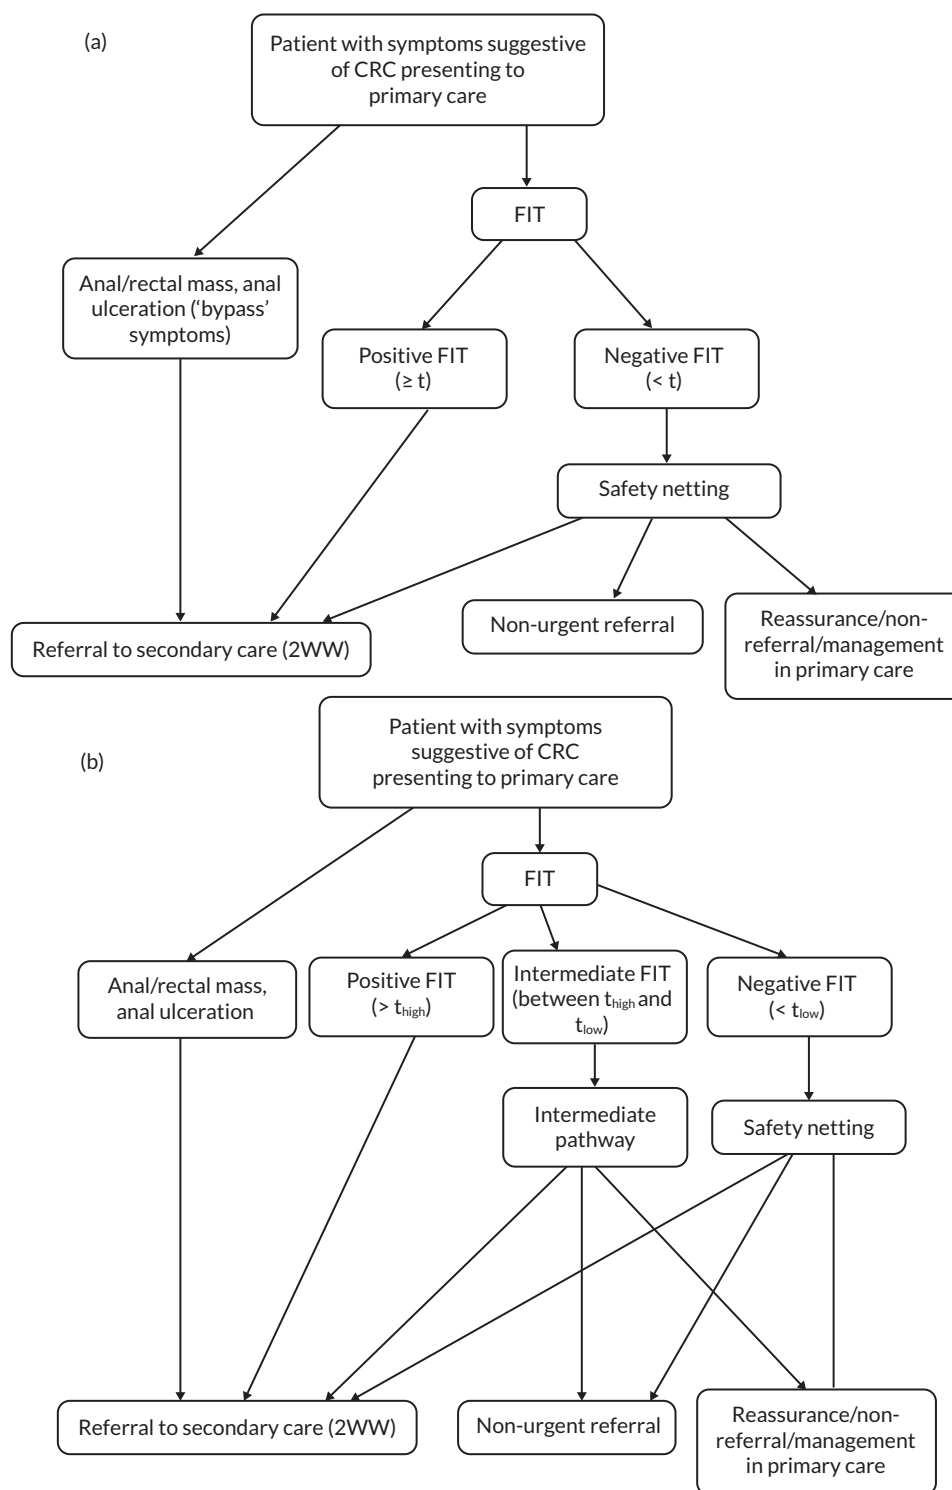 (a)
Patient with symptoms suggestive
of CRC presenting to
primary care
FIT
Anal/rectal mass, anal
ulceration (‘bypass’
symptoms)
Positive FIT
(≥ t)
Negative FIT
(< t)
Safety netting
Referral to secondary care (2WW)
Non-urgent referral
Reassurance/non-
referral/management
in primary care
(b)
Patient with symptoms
suggestive of CRC
presenting to primary care
FIT
Anal/rectal mass,
anal ulceration
Positive FIT
(> thigh)
Intermediate FIT
(between thigh and
tlow)
Negative FIT
(< tlow)
Intermediate
pathway
Safety netting
Referral to secondary care (2WW)
Non-urgent referral
Reassurance/non-
referral/management
in primary care